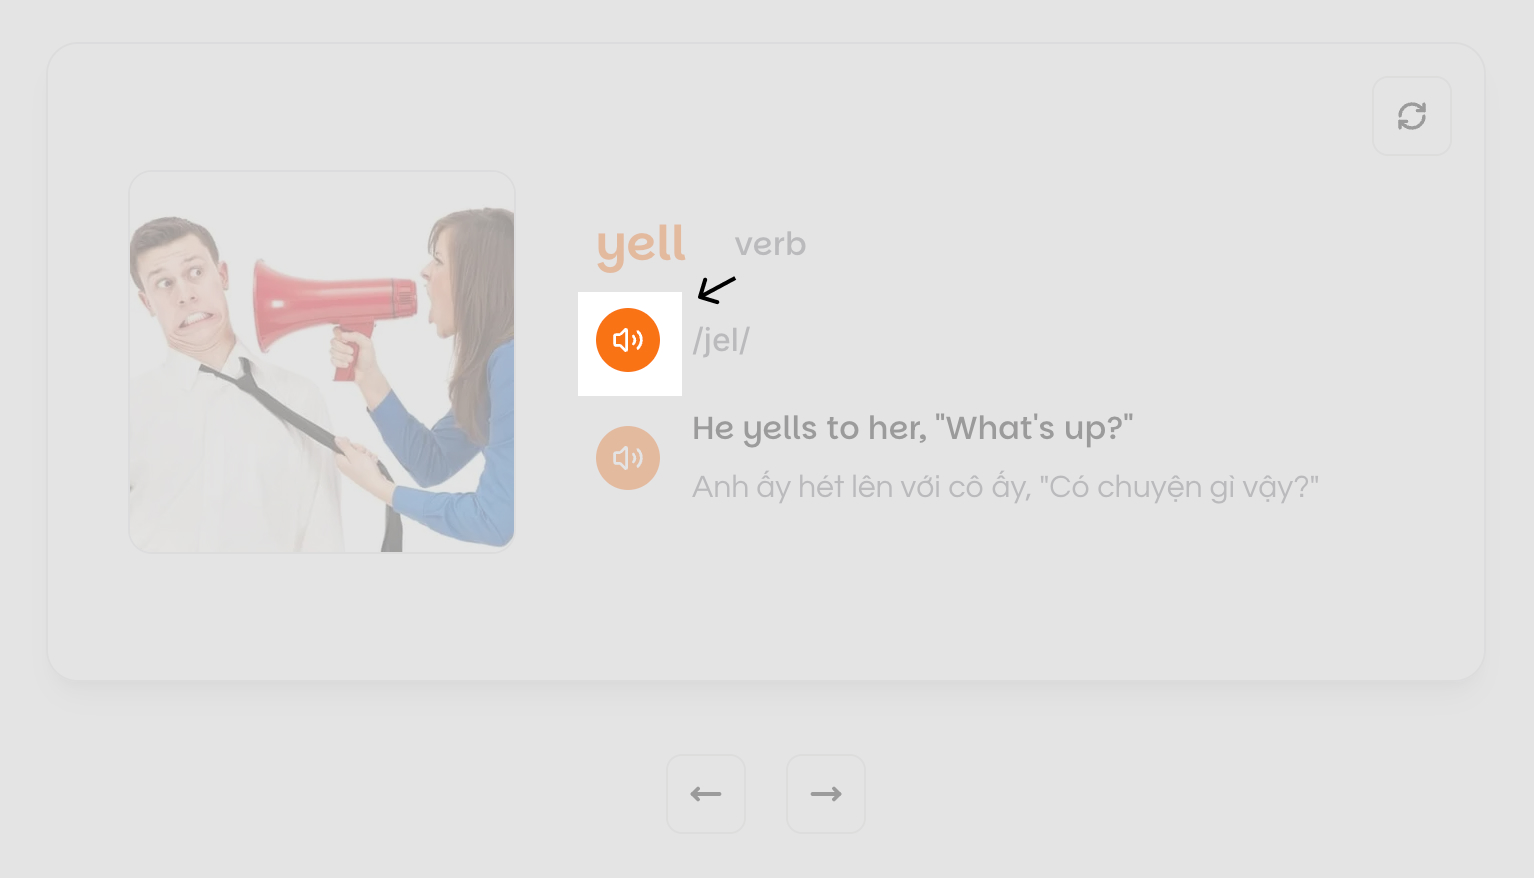 yell verb
/jel/
He yells to her, "What's up?"
Anh ấy hét lên với cô ấy, "Có chuyện gì vậy?"